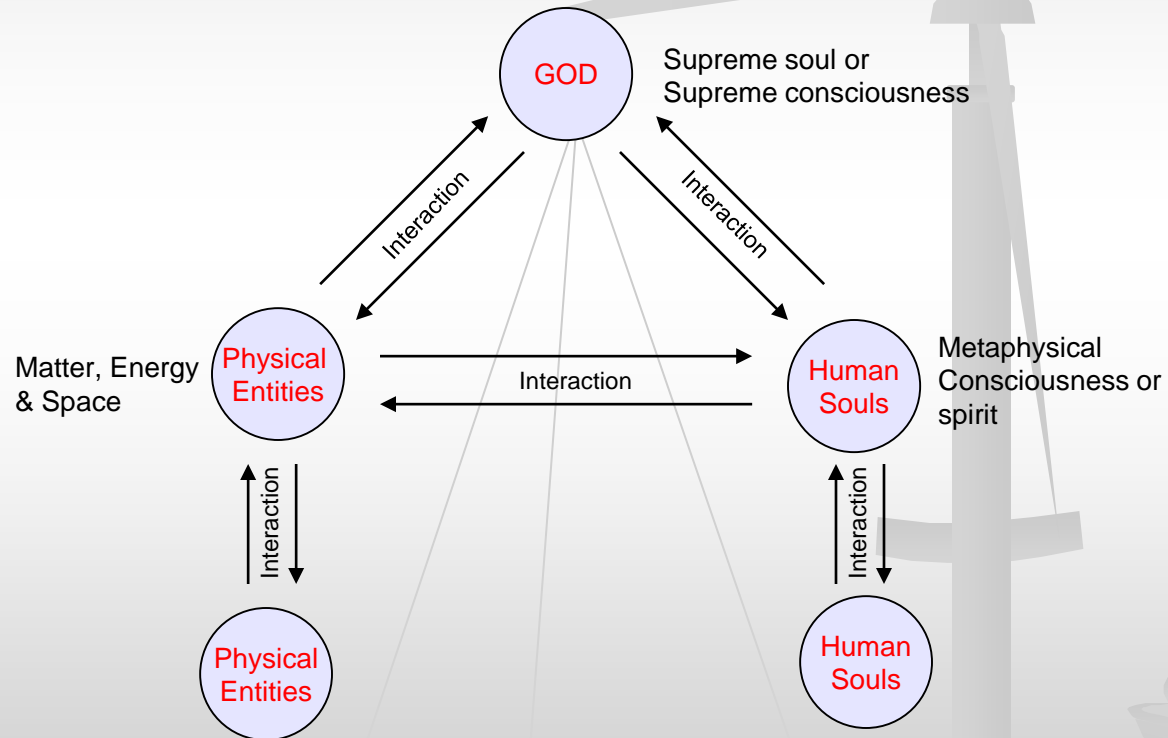 GOD
Supreme soul or
Supreme consciousness
Interaction
Interaction
Matter, Energy
& Space
Physical
Entities
Interaction
Human
Souls
Metaphysical
Consciousness or
spirit
Interaction
Interaction
Physical
Entities
Human
Souls